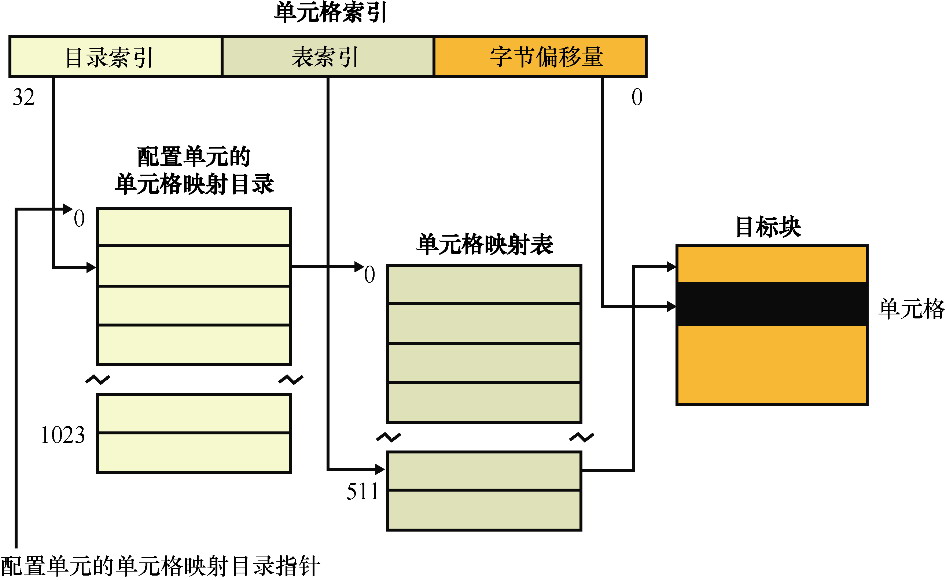 单元格索引
目录索引 表索引 字节偏移量
32 0
配置单元的
单元格映射目录
0
单元格映射表
0
目标块
单元格
1023
511
配置单元的单元格映射目录指针